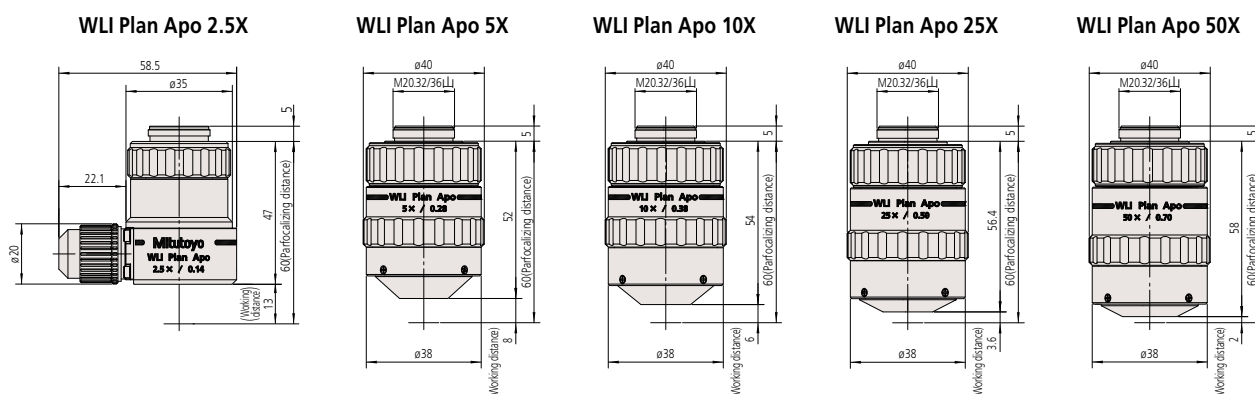 WLI Plan Apo 2.5X
58.5
ø35
5
22.1
47
60(Parfocalizing distance)
ø20
Mitutoyo
WLI Plan Apo
2.5× / 0.14
(Working distance)
13
WLI Plan Apo 5X
ø40
M20.32/36山
5
WLI Plan Apo
5× / 0.28
52
60(Parfocalizing distance)
8
(Working distance)
ø38
WLI Plan Apo 10X
ø40
M20.32/36山
5
WLI Plan Apo
10× / 0.38
54
60(Parfocalizing distance)
6
(Working distance)
ø38
WLI Plan Apo 25X
ø40
M20.32/36山
5
WLI Plan Apo
25× / 0.50
56.4
60(Parfocalizing distance)
3.6
(Working distance)
ø38
WLI Plan Apo 50X
ø40
M20.32/36山
5
WLI Plan Apo
50× / 0.70
58
60(Parfocalizing distance)
2
(Working distance)
ø38